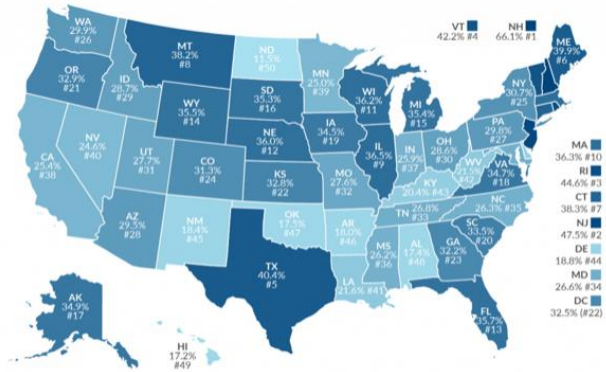 WA
29.9%
#26
OR
32.9%
#21
CA
25.4%
#38
NV
24.6%
#40
ID
28.7%
#29
MT
38.2%
#8
WY
35.5%
#14
UT
27.7%
#31
AZ
29.5%
#28
CO
31.3%
#24
NM
18.4%
#45
ND
11.5%
#50
SD
35.3%
#16
NE
36.0%
#12
KS
32.8%
#22
OK
17.5%
#47
TX
40.4%
#5
MN
25.0%
#39
IA
34.5%
#19
MO
27.6%
#32
AR
18.0%
#46
LA
21.6% #41
WI
36.2%
#11
IL
36.5%
#9
MI
35.4%
#15
IN
25.9%
#37
OH
28.6%
#30
KY
20.4% #43
TN 26.8%
#33
MS
26.2%
#36
AL
17.4%
#48
GA
32.2%
#23
FL
35.7%
#13
SC
33.5%
#20
NC
26.3% #35
VA
34.7%
#18
WV
21.5%
#42
PA
29.8%
#27
NY
30.7%
#25
ME
39.9%
#6
VT
42.2% #4
NH
66.1% #1
MA
36.3% #10
RI
44.6% #3
CT
38.3% #7
NJ
47.5% #2
DE
18.8% #44
MD
26.6% #34
DC
32.5% (#22)
AK
34.9%
#17
HI
17.2%
#49